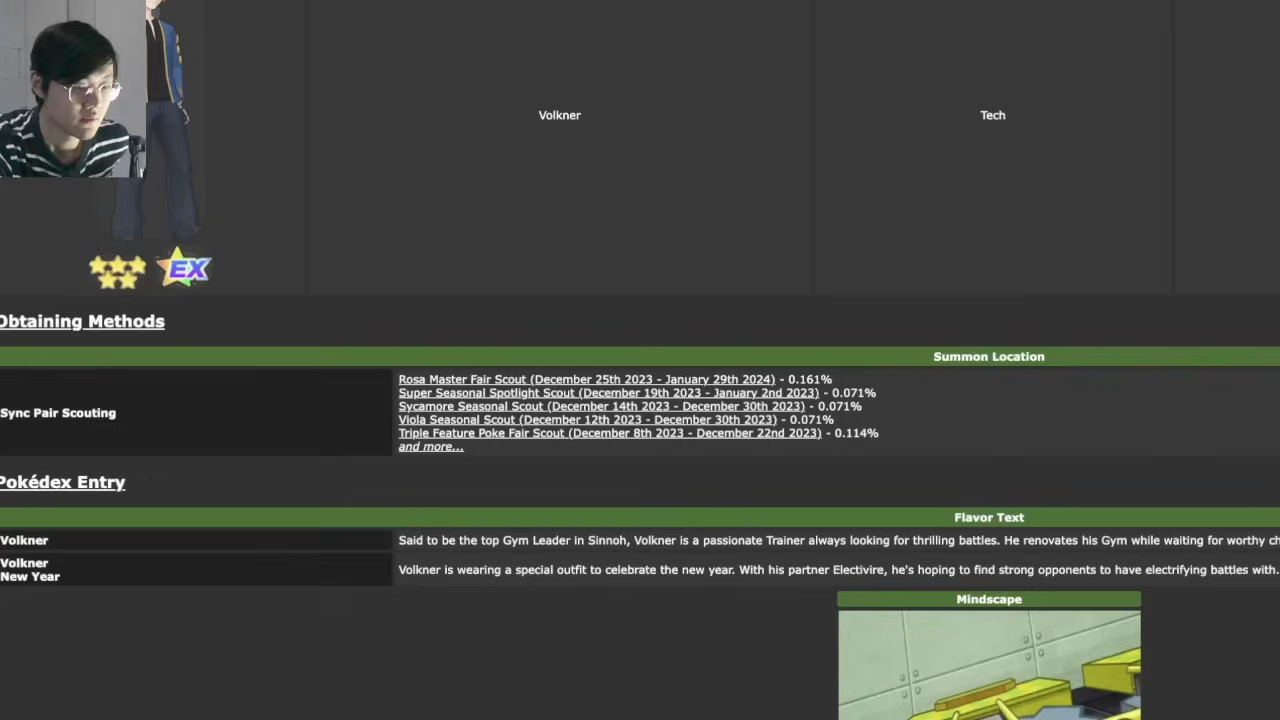 Volkner
Tech
EX
Obtaining Methods
Summon Location
Sync Pair Scouting
Rosa Master Fair Scout (December 25th 2023 - January 29th 2024) - 0.161%
Super Seasonal Spotlight Scout (December 19th 2023 - January 2nd 2023) - 0.071%
Sycamore Seasonal Scout (December 14th 2023 - December 30th 2023) - 0.071%
Viola Seasonal Scout (December 12th 2023 - December 30th 2023) - 0.071%
Triple Feature Poke Fair Scout (December 8th 2023 - December 22nd 2023) - 0.114%
and more...
Pokédex Entry
Flavor Text
Volkner
Said to be the top Gym Leader in Sinnoh, Volkner is a passionate Trainer always looking for thrilling battles. He renovates his Gym while waiting for worthy
Volkner
New Year
Volkner is wearing a special outfit to celebrate the new year. With his partner Electivire, he's hoping to find strong opponents to have electrifying battles with.
Mindscape